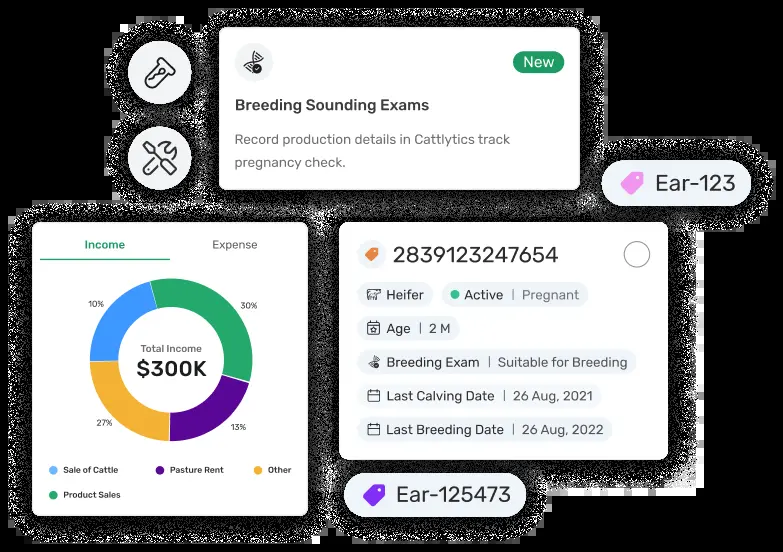 New
Breeding Sounding Exams
Record production details in Cattlytics track
pregnancy check.
Ear-123
Income Expense
10%
30%
Total Income
$300K
27%
13%
Sale of Cattle Pasture Rent Other
Product Sales
2839123247654
Heifer Active | Pregnant
Age | 2 M
Breeding Exam | Suitable for Breeding
Last Calving Date | 26 Aug, 2021
Last Breeding Date | 26 Aug, 2022
Ear-125473